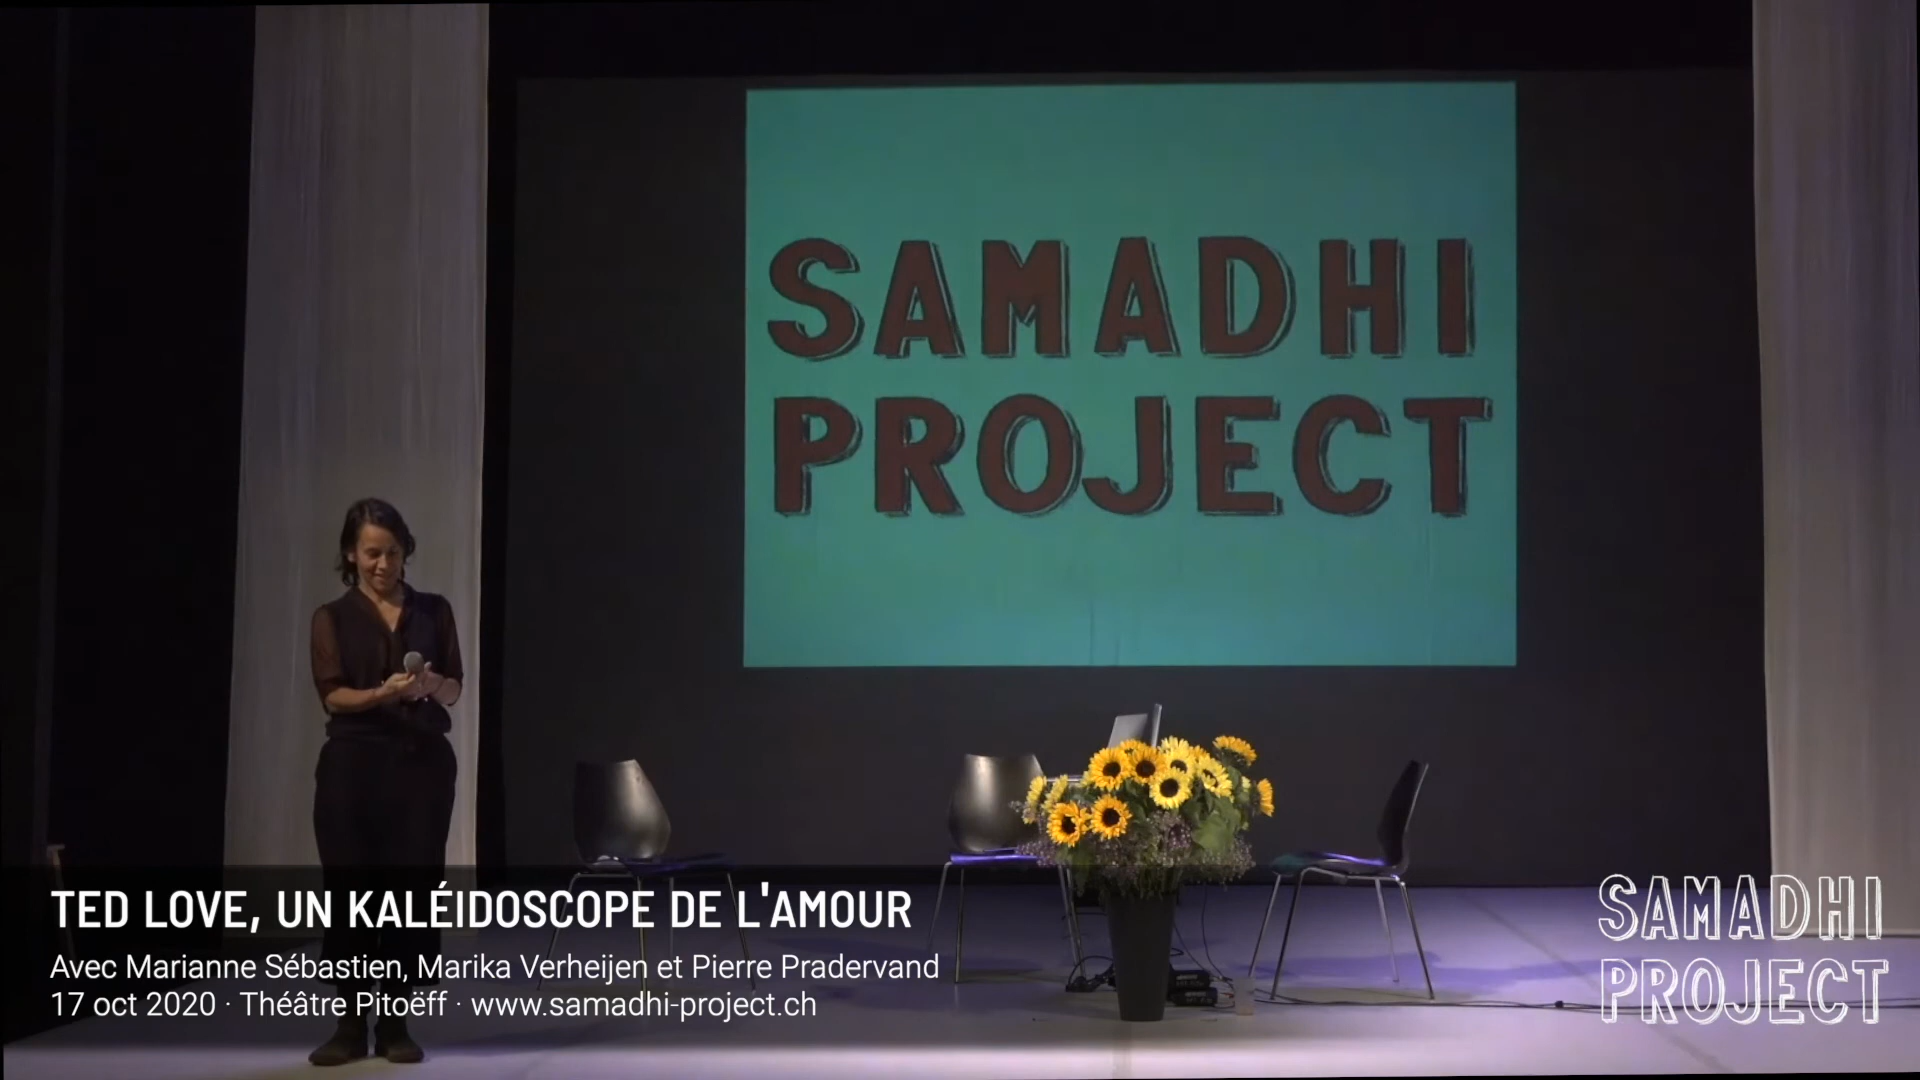 SAMADHI
PROJECT
TED LOVE, UN KALÉIDOSCOPE DE L'AMOUR
Avec Marianne Sébastien, Marika Verheijen et Pierre Pradervand
17 oct 2020 · Théâtre Pitoëff · www.samadhi-project.ch
SAMADHI
PROJECT